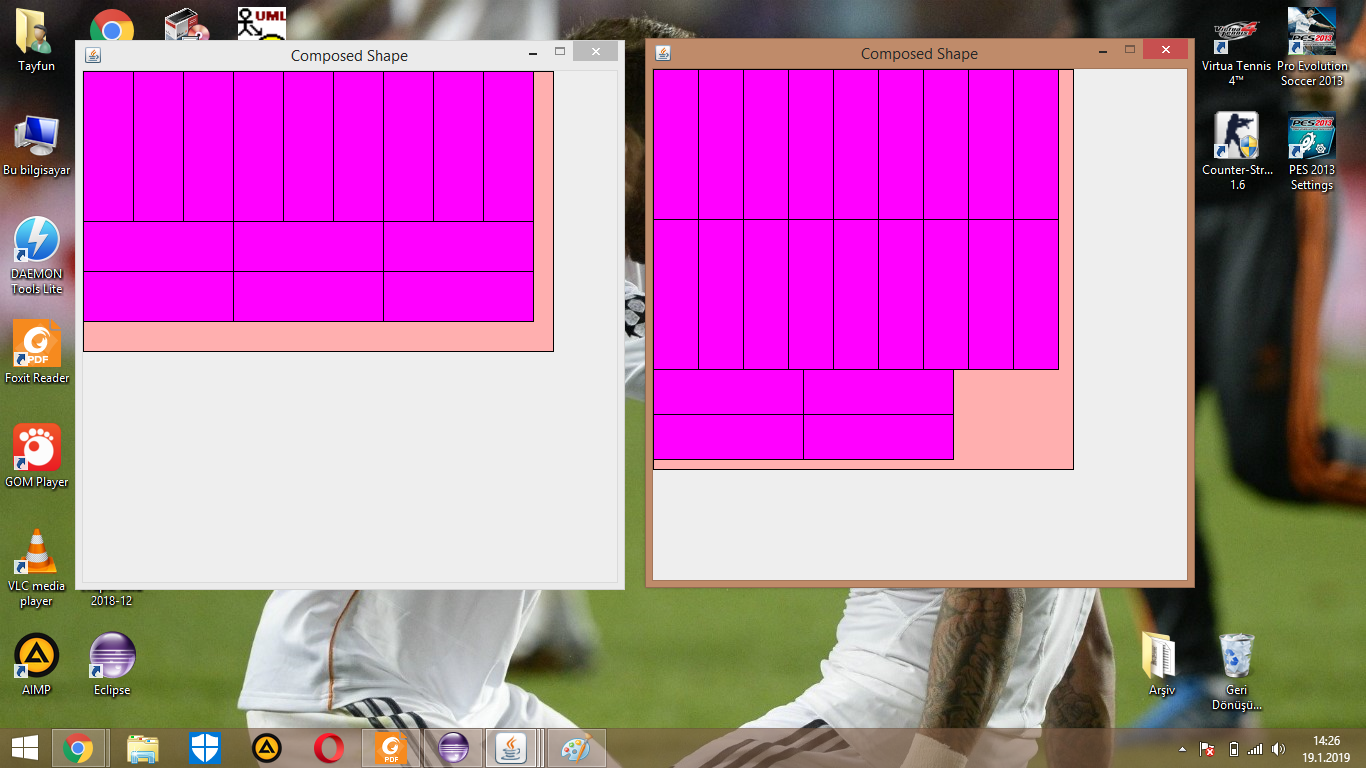 UML
Composed Shape
Composed Shape
Tayfun
Virtua Tennis
4™
PES2013
Pro Evolution
Soccer 2013
Bu bilgisayar
Counter-Str...
1.6
PES2013
PES 2013
Settings
DAEMON
Tools Lite
PDF
Foxit Reader
GOM Player
VLC media
player
2018-12
AIMP
Eclipse
Arşiv
Geri
Dönüşü...
PDF
14:26
19.1.2019